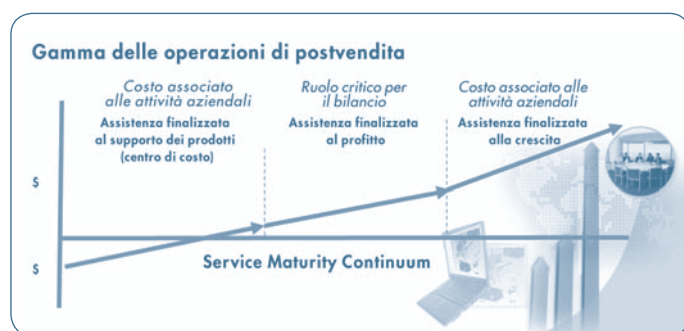 Gamma delle operazioni di postvendita
Costo associato
alle attività aziendali
Assistenza finalizzata
al supporto dei prodotti
(centro di costo)
Ruolo critico per
il bilancio
Assistenza finalizzata
al profitto
Costo associato alle
attività aziendali
Assistenza finalizzata
alla crescita
$
$
Service Maturity Continuum